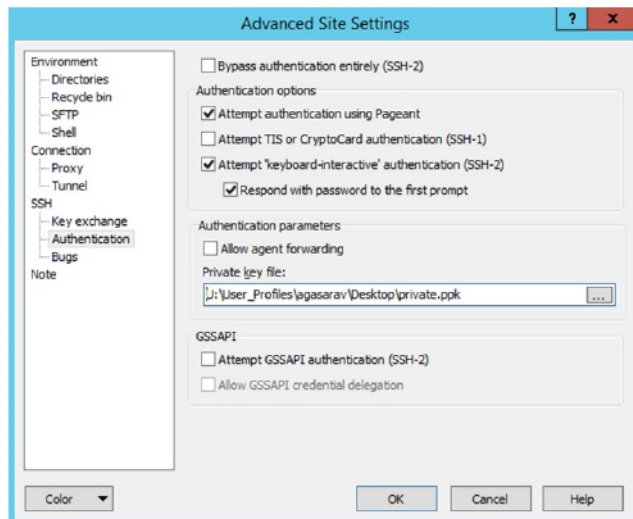 Advanced Site Settings
?
x
Environment
Directories
Recycle bin
SFTP
Shell
Connection
Proxy
Tunnel
SSH
Key exchange
Authentication
Bugs
Note
Bypass authentication entirely (SSH-2)
Authentication options
Attempt authentication using Pageant
Attempt TIS or CryptoCard authentication (SSH-1)
Attempt 'keyboard-interactive' authentication (SSH-2)
Respond with password to the first prompt
Authentication parameters
Allow agent forwarding
Private key file:
U:\User_Profiles\agasarav\Desktop\private.ppk
...
GSSAPI
Attempt GSSAPI authentication (SSH-2)
Allow GSSAPI credential delegation
Color
OK
Cancel
Help